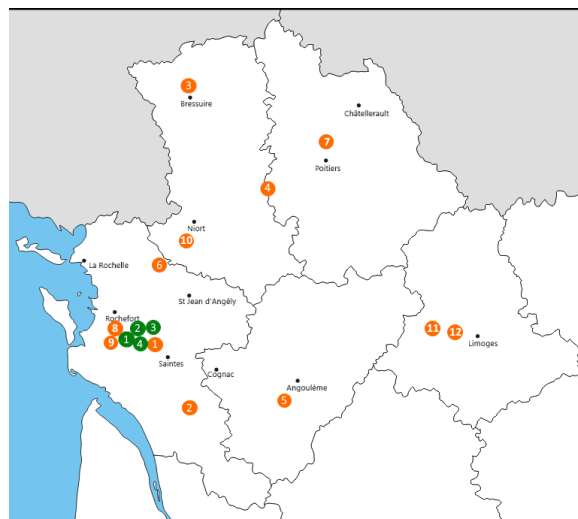 3
Bressuire
Châtellerault
7
Poitiers
4
Niort
10
La Rochelle
6
St Jean d'Angély
Rochefort
8 2 3
9 1 4 1
Saintes
11 12
Limoges
Cognac
Angoulême
5
2